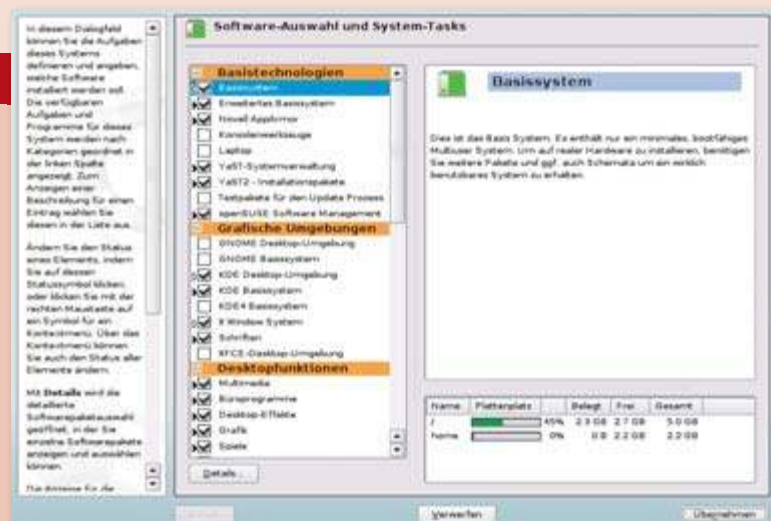 In diesem Dialogfeld
können Sie die Aufgaben
dieses Systems
definieren und angeben,
welche Software
installiert werden soll.
Die verfügbaren
Aufgaben und
Programme für dieses
System werden nach
Kategorien geordnet in
der linken Spalte
angezeigt. Zum
Anzeigen einer
Beschreibung für einen
Eintrag wählen Sie
diesen in der Liste aus.
Ändern Sie den Status
eines Elements, indem
Sie auf dessen
Statussymbol klicken,
oder klicken Sie mit der
rechten Maustaste auf
ein Symbol für ein
Kontextmenü. Über das
Kontextmenü können
Sie auch den Status aller
Elemente ändern.
Mit Details wird die
detaillierte
Softwarepaketauswahl
geöffnet, in der Sie
einzelne Softwarepakete
anzeigen und auswählen
können.
Die Anzeige für die
Software-Auswahl und System-Tasks
Basistechnologien
Basissystem
Erweitertes Basissystem
Novell AppArmor
Konsolenwerkzeuge
Laptop
YaST-Systemverwaltung
YaST2 - Installationspakete
Testpakete für den Update Prozess
openSUSE Software Management
Grafische Umgebungen
GNOME Desktop-Umgebung
GNOME Basissystem
KDE Desktop-Umgebung
KDE Basissystem
KDE4 Basissystem
X Window System
Schriften
XFCE-Desktop-Umgebung
Desktopfunktionen
Multimedia
Büroprogramme
Desktop-Effekte
Grafik
Spiele
Details...
Basissystem
Dies ist das Basis System. Es enthält nur ein minimales, bootfähiges
Multiuser System. Um auf realer Hardware zu installieren, benötigen
Sie weitere Pakete und ggf. auch Schemata um ein wirklich
benutzbares System zu erhalten.
Name Plattenplatz Belegt Frei Gesamt
/ 45% 2.3 GB 2.7 GB 5.0 GB
home 0% 0 B 2.2 GB 2.2 GB
Verwerfen
Übernehmen